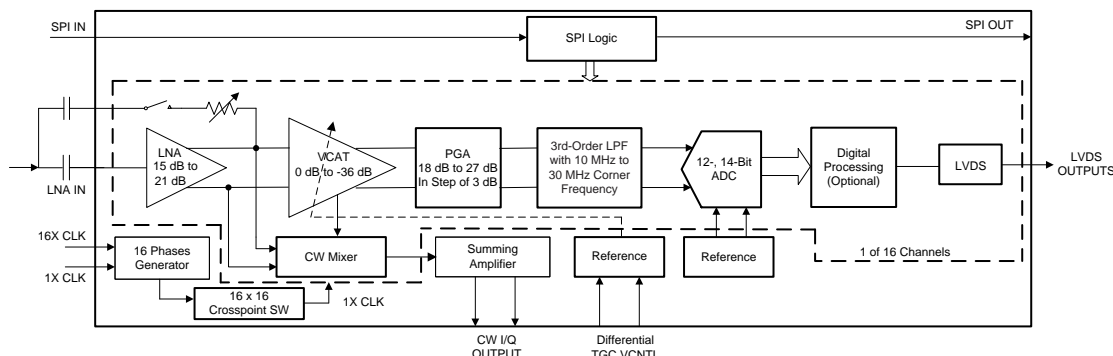 SPI IN
SPI Logic
SPI OUT
LNA
15 dB to
21 dB
VCAT
0 dB to -36 dB
PGA
18 dB to 27 dB
In Step of 3 dB
3rd-Order LPF
with 10 MHz to
30 MHz Corner
Frequency
12-, 14-Bit
ADC
Digital
Processing
(Optional)
LVDS
LVDS
OUTPUTS
LNA IN
16X CLK
1X CLK
16 Phases
Generator
CW Mixer
Summing
Amplifier
Reference
Reference
1 of 16 Channels
16 x 16
Crosspoint SW
1X CLK
CW I/Q
OUTPUT
Differential
TGC VCNTL